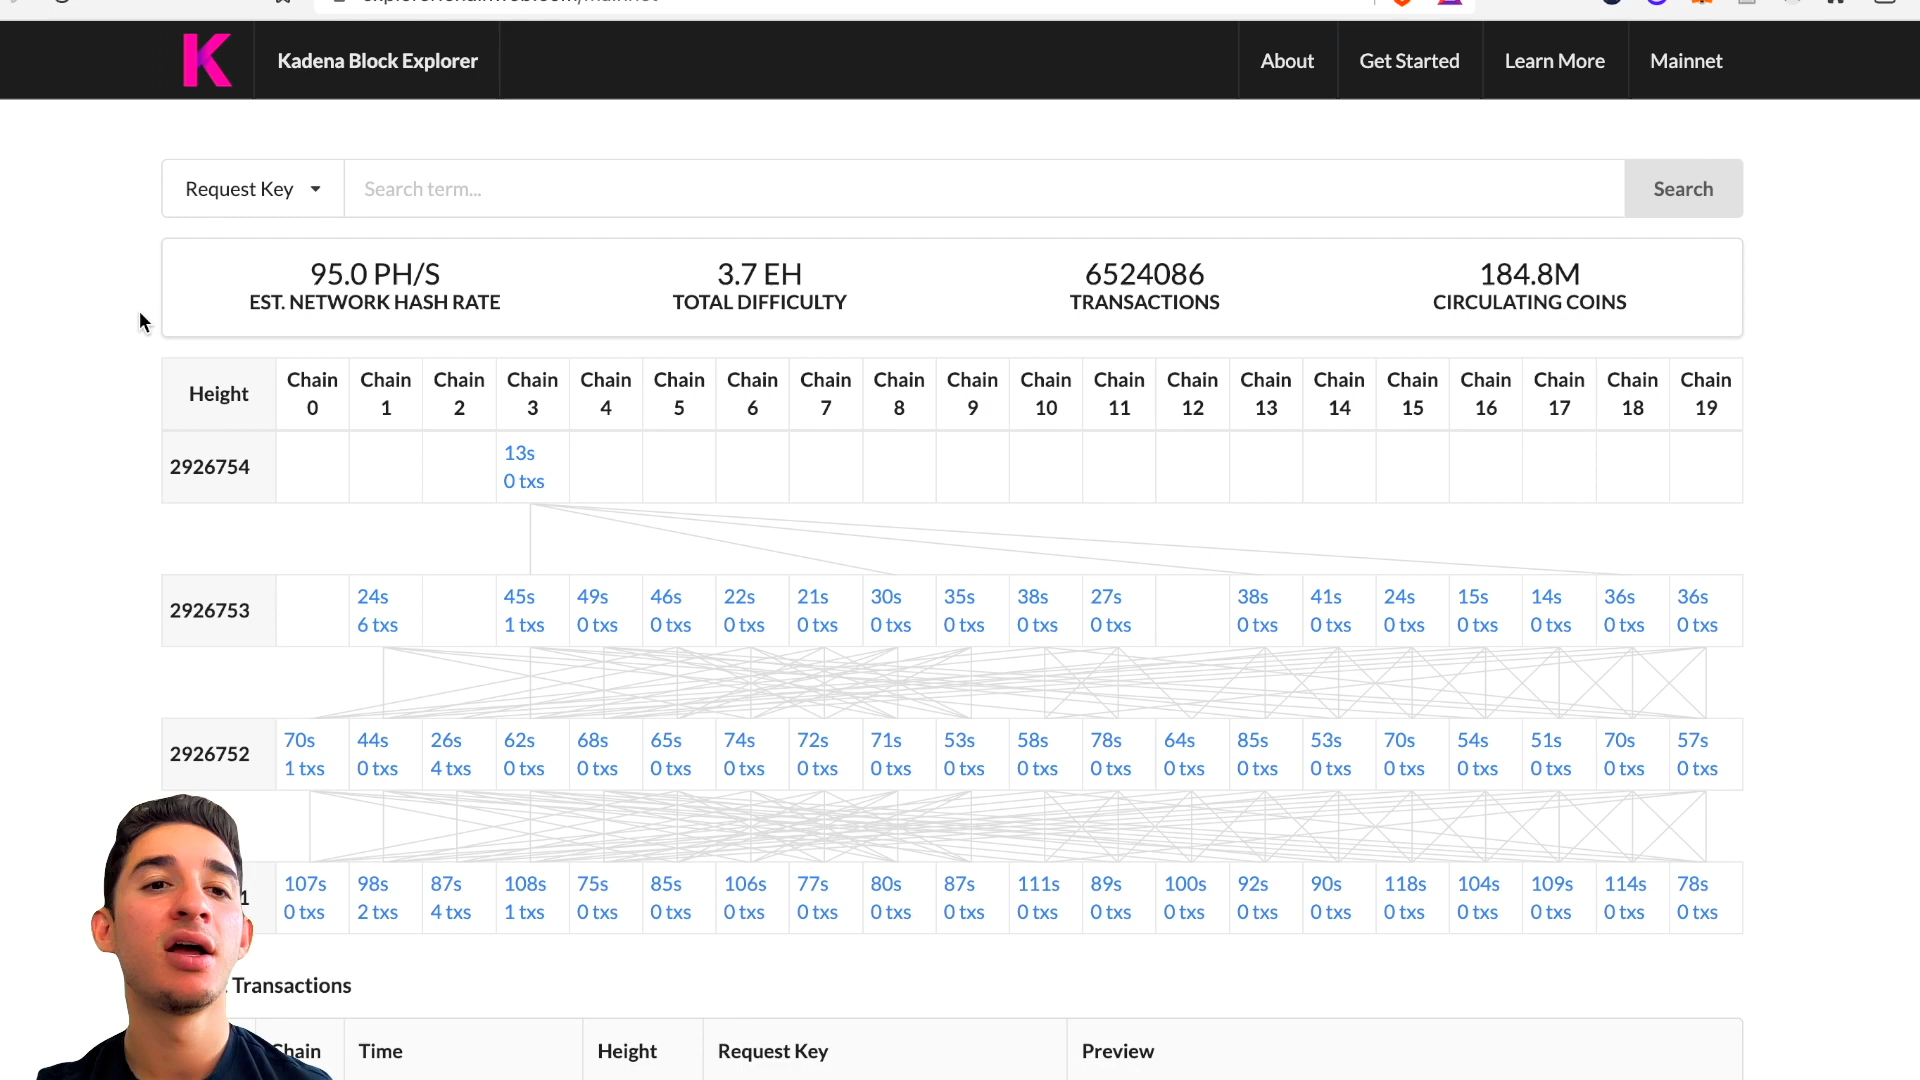 Kadena Block Explorer
About
Get Started
Learn More
Mainnet
Request Key
Search term...
Search
95.0 PH/S
EST. NETWORK HASH RATE
3.7 EH
TOTAL DIFFICULTY
6524086
TRANSACTIONS
184.8M
CIRCULATING COINS
Height Chain 0 Chain 1 Chain 2 Chain 3 Chain 4 Chain 5 Chain 6 Chain 7 Chain 8 Chain 9 Chain 10 Chain 11 Chain 12 Chain 13 Chain 14 Chain 15 Chain 16 Chain 17 Chain 18 Chain 19
2926754
13s
0 txs
2926753
24s 45s 49s 46s 22s 21s 30s 35s 38s 27s 38s 41s 24s 15s 14s 36s 36s
6 txs 1 txs 0 txs 0 txs 0 txs 0 txs 0 txs 0 txs 0 txs 0 txs 0 txs 0 txs 0 txs 0 txs 0 txs 0 txs 0 txs
2926752
70s 44s 26s 62s 68s 65s 74s 72s 71s 53s 58s 78s 64s 85s 53s 70s 54s 51s 70s 57s
1 txs 0 txs 4 txs 0 txs 0 txs 0 txs 0 txs 0 txs 0 txs 0 txs 0 txs 0 txs 0 txs 0 txs 0 txs 0 txs 0 txs 0 txs 0 txs 0 txs
1
107s 98s 87s 108s 75s 85s 106s 77s 80s 87s 111s 89s 100s 92s 90s 118s 104s 109s 114s 78s
0 txs 2 txs 4 txs 1 txs 0 txs 0 txs 0 txs 0 txs 0 txs 0 txs 0 txs 0 txs 0 txs 0 txs 0 txs 0 txs 0 txs 0 txs 0 txs 0 txs
Transactions
Chain Time Height Request Key Preview